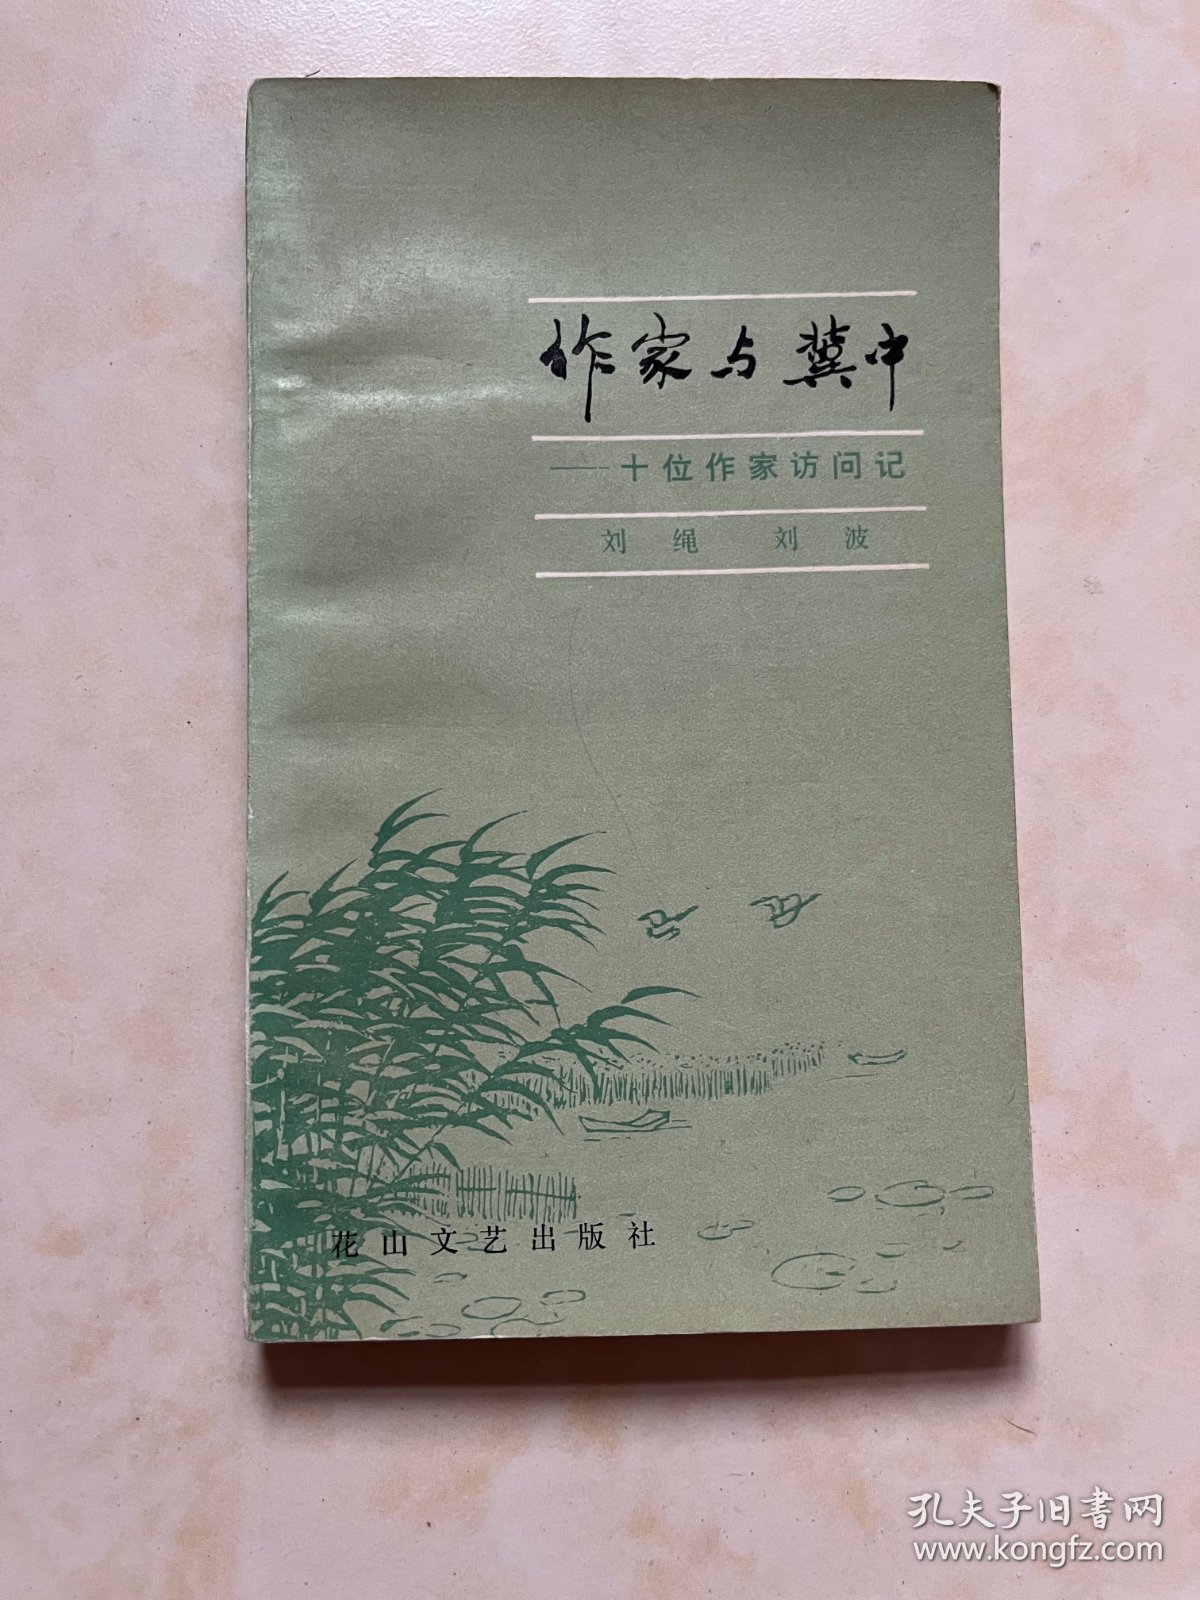 作家与冀中
——十位作家访问记
刘绳 刘波
花山文艺出版社
孔夫子旧书网
www.kongfz.com